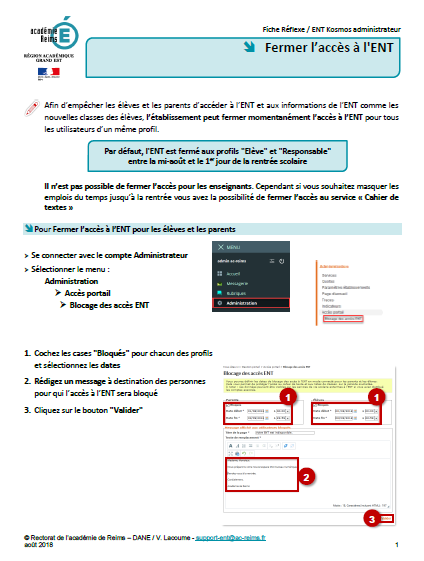 académie
Reims
RÉGION ACADÉMIQUE
GRAND EST
Fiche Réflexe / ENT Kosmos administrateur
Fermer l'accès à l'ENT
Afin d'empêcher les élèves et les parents d'accéder à l'ENT et aux informations de l'ENT comme les
nouvelles classes des élèves, l'établissement peut fermer momentanément l'accès à l'ENT pour tous
les utilisateurs d'un même profil.
Par défaut, l'ENT est fermé aux profils "Elève" et "Responsable"
entre la mi-août et le 1er jour de la rentrée scolaire
Il n'est pas possible de fermer l'accès pour les enseignants. Cependant si vous souhaitez masquer les
emplois du temps jusqu'à la rentrée vous avez la possibilité de fermer l'accès au service « Cahier de
textes »
Pour Fermer l'accès à l'ENT pour les élèves et les parents
> Se connecter avec le compte Administrateur
> Sélectionner le menu :
Administration
➢ Accès portail
➢ Blocage des accès ENT
MENU
Accueil
Messagerie
Rubriques
Administration
Administration
Services
Traces
Blocage des accès ENT
1. Cochez les cases "Bloqués" pour chacun des profils
et sélectionnez les dates
2. Rédigez un message à destination des personnes
pour qui l'accès à l'ENT sera bloqué
3. Cliquez sur le bouton "Valider"
Blocage des accès ENT
1
1
2
3
© Rectorat de l'académie de Reims – DANE / V. Lacoume - support-ent@ac-reims.fr
août 2018
1